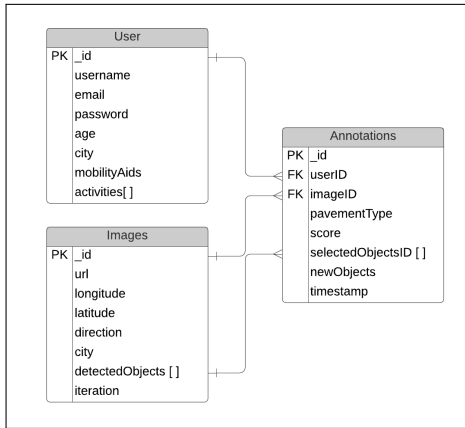 User
PK _id
username
email
password
age
city
mobilityAids
activities[ ]
Images
PK _id
url
longitude
latitude
direction
city
detectedObjects [ ]
iteration
Annotations
PK _id
FK userID
FK imageID
pavementType
score
selectedObjectsID [ ]
newObjects
timestamp